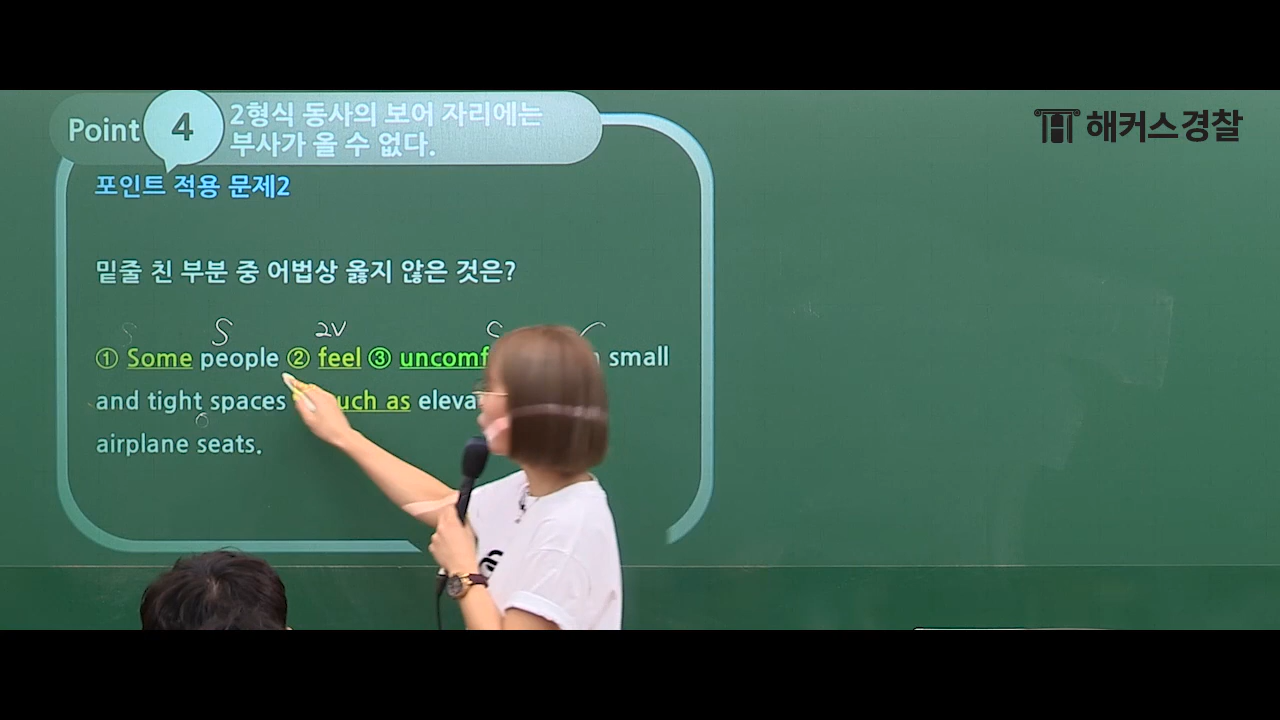 Point 4 2형식 동사의 보어 자리에는
부사가 올 수 없다.
해커스경찰
포인트 적용 문제2
밑줄 친 부분 중 어법상 옳지 않은 것은?
S 2V
① Some people ② feel ③ small
and tight spaces as
airplane seats.